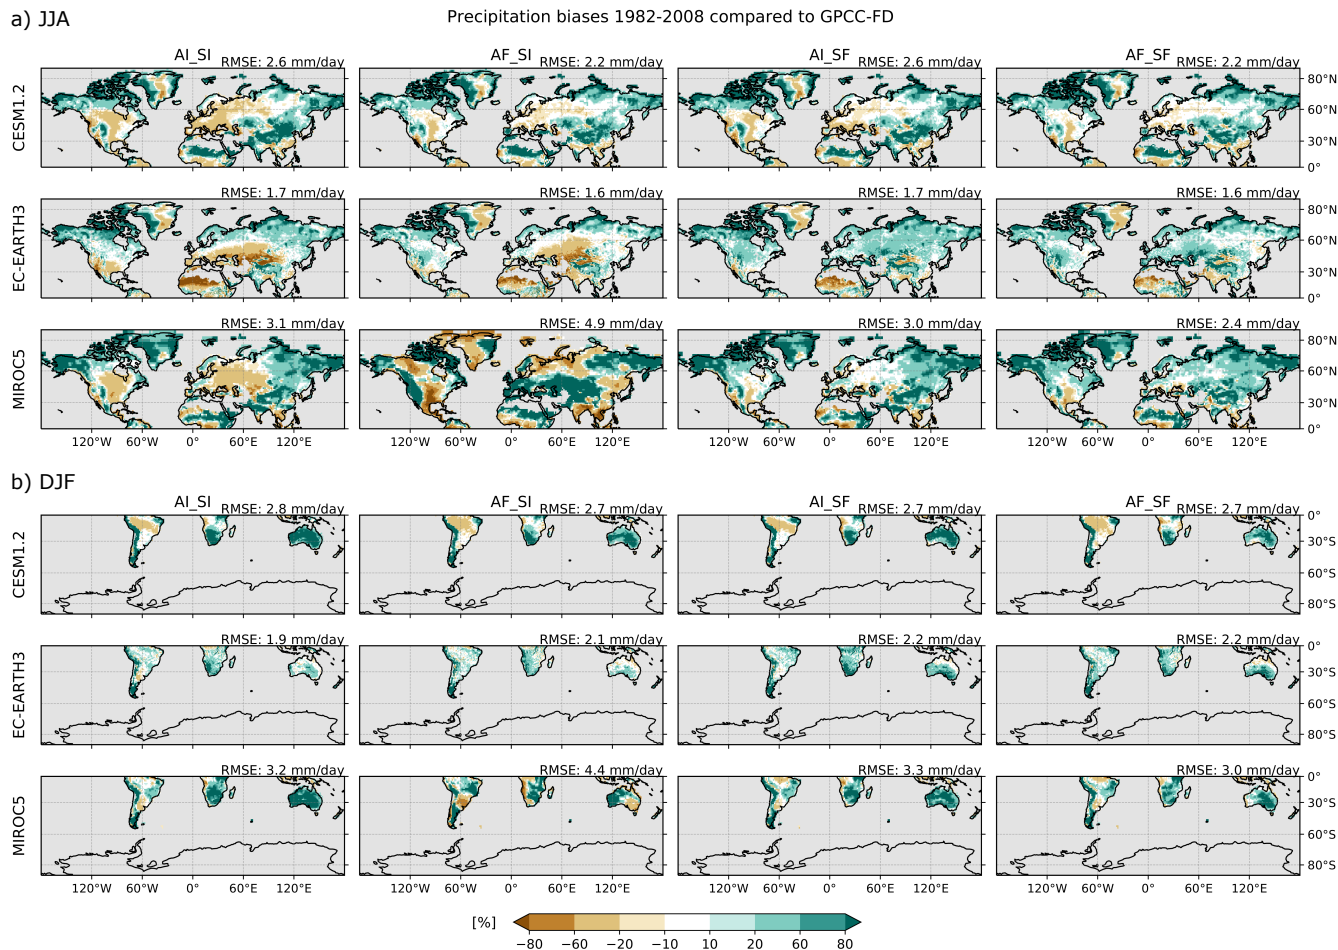 a) JJA
Precipitation biases 1982-2008 compared to GPCC-FD
AI_SI AF_SI AI_SF AF_SF
RMSE: 2.6 mm/day RMSE: 2.2 mm/day RMSE: 2.6 mm/day RMSE: 2.2 mm/day
CESM1.2
80°N
60°N
30°N
0°
RMSE: 1.7 mm/day RMSE: 1.6 mm/day RMSE: 1.7 mm/day RMSE: 1.6 mm/day
EC-EARTH3
80°N
60°N
30°N
0°
RMSE: 3.1 mm/day RMSE: 4.9 mm/day RMSE: 3.0 mm/day RMSE: 2.4 mm/day
MIROC5
80°N
60°N
30°N
0°
120°W 60°W 0° 60°E 120°E 120°W 60°W 0° 60°E 120°E 120°W 60°W 0° 60°E 120°E 120°W 60°W 0° 60°E 120°E
b) DJF
AI_SI AF_SI AI_SF AF_SF
RMSE: 2.8 mm/day RMSE: 2.7 mm/day RMSE: 2.7 mm/day RMSE: 2.7 mm/day
CESM1.2
0°
30°S
60°S
80°S
RMSE: 1.9 mm/day RMSE: 2.1 mm/day RMSE: 2.2 mm/day RMSE: 2.2 mm/day
EC-EARTH3
0°
30°S
60°S
80°S
RMSE: 3.2 mm/day RMSE: 4.4 mm/day RMSE: 3.3 mm/day RMSE: 3.0 mm/day
MIROC5
0°
30°S
60°S
80°S
120°W 60°W 0° 60°E 120°E 120°W 60°W 0° 60°E 120°E 120°W 60°W 0° 60°E 120°E 120°W 60°W 0° 60°E 120°E
[%]
−80 −60 −20 −10 10 20 60 80